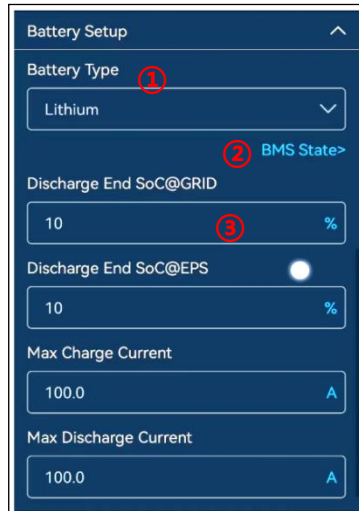 Battery Setup
Battery Type
①
Lithium
② BMS State>
Discharge End SoC@GRID
10 ③ %
Discharge End SoC@EPS
10 %
Max Charge Current
100.0 A
Max Discharge Current
100.0 A